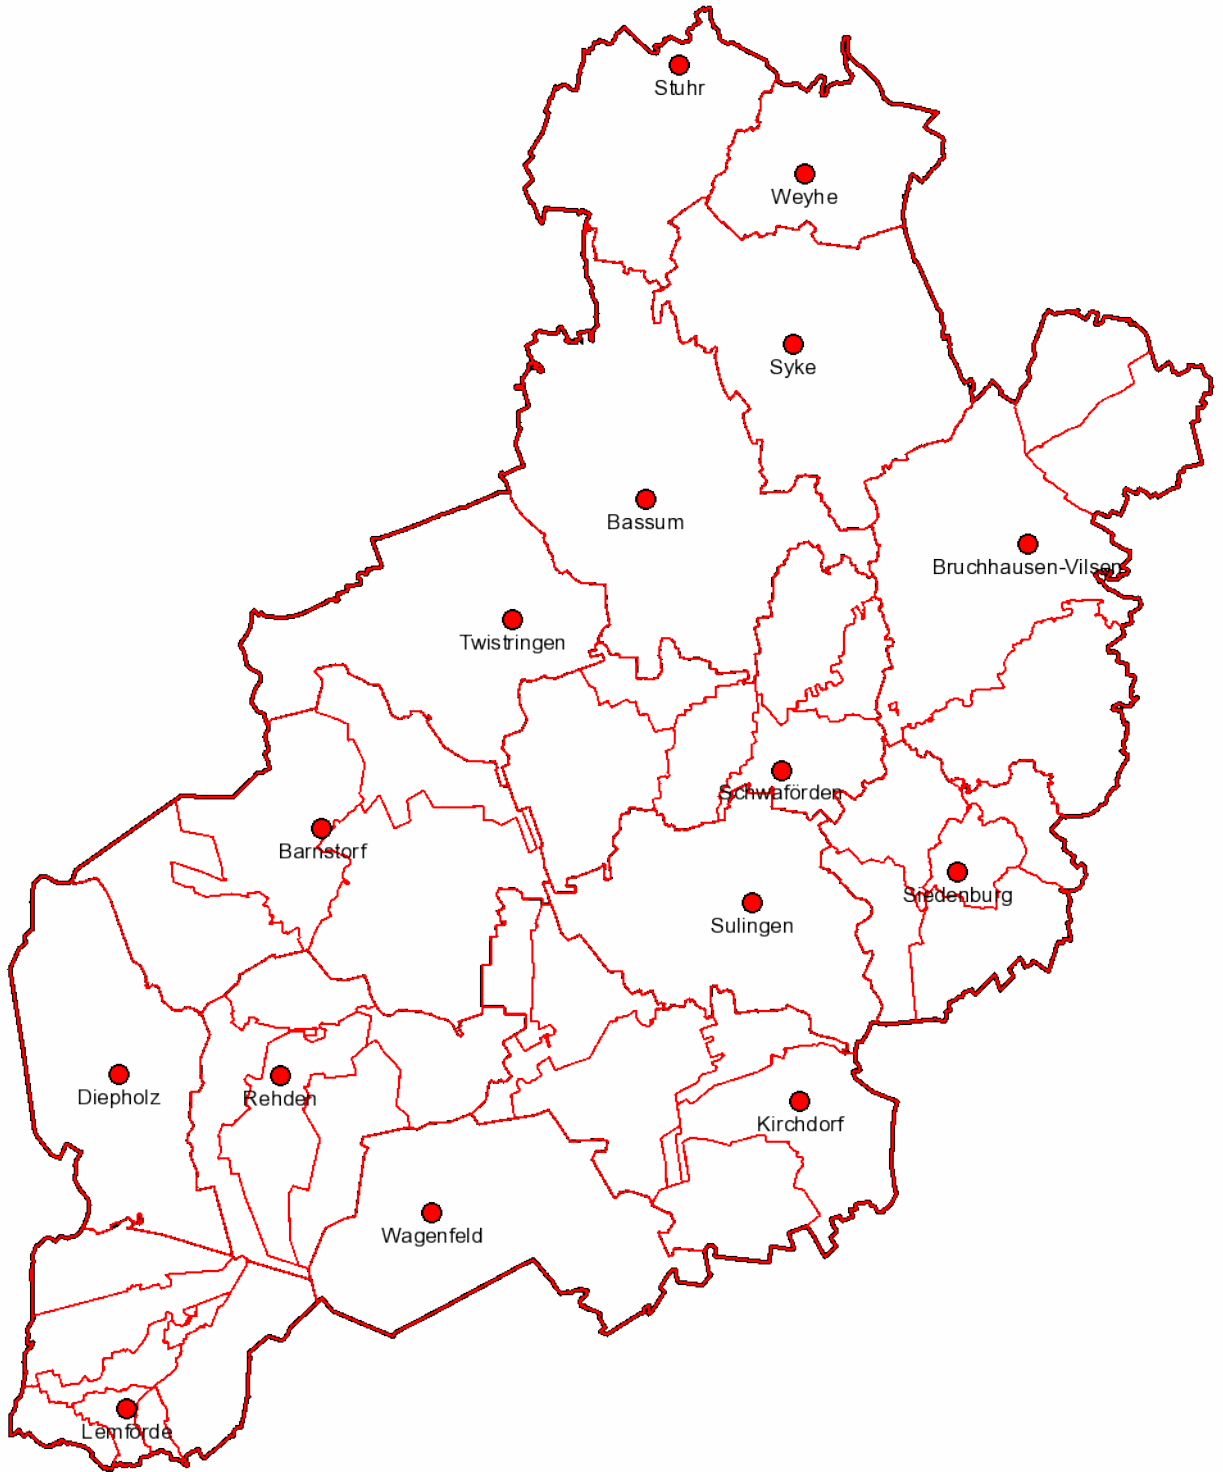 Stuhr
Weyhe
Syke
Bassum
Bruchhausen-Vilsen
Twistringen
Schwaförden
Barnstorf
Siedenburg
Sulingen
Diepholz
Rehden
Kirchdorf
Wagenfeld
Lemförde